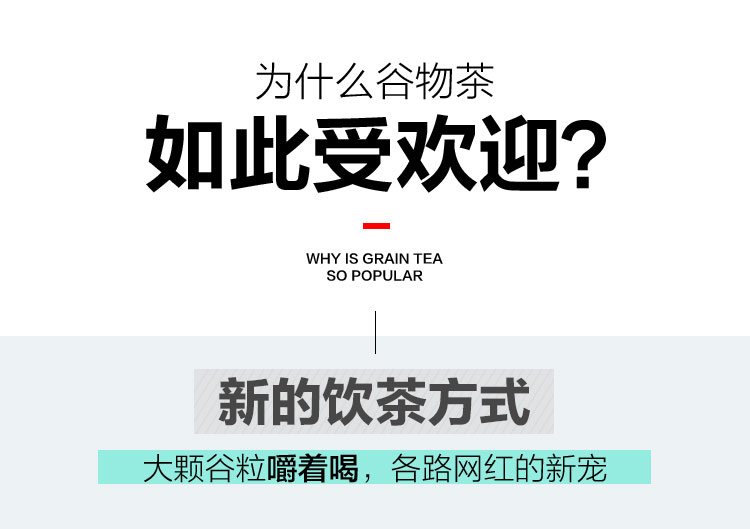 为什么谷物茶
如此受欢迎?
WHY IS GRAIN TEA
SO POPULAR
新的饮茶方式
大颗谷粒嚼着喝，各路网红的新宠